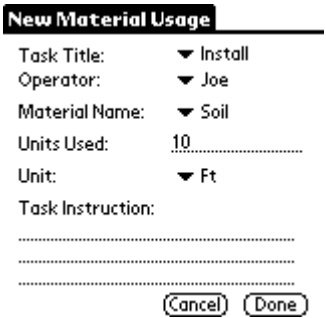 New Material Usage
Task Title: Install
Operator: Joe
Material Name: Soil
Units Used: 10
Unit: Ft
Task Instruction:
Cancel Done